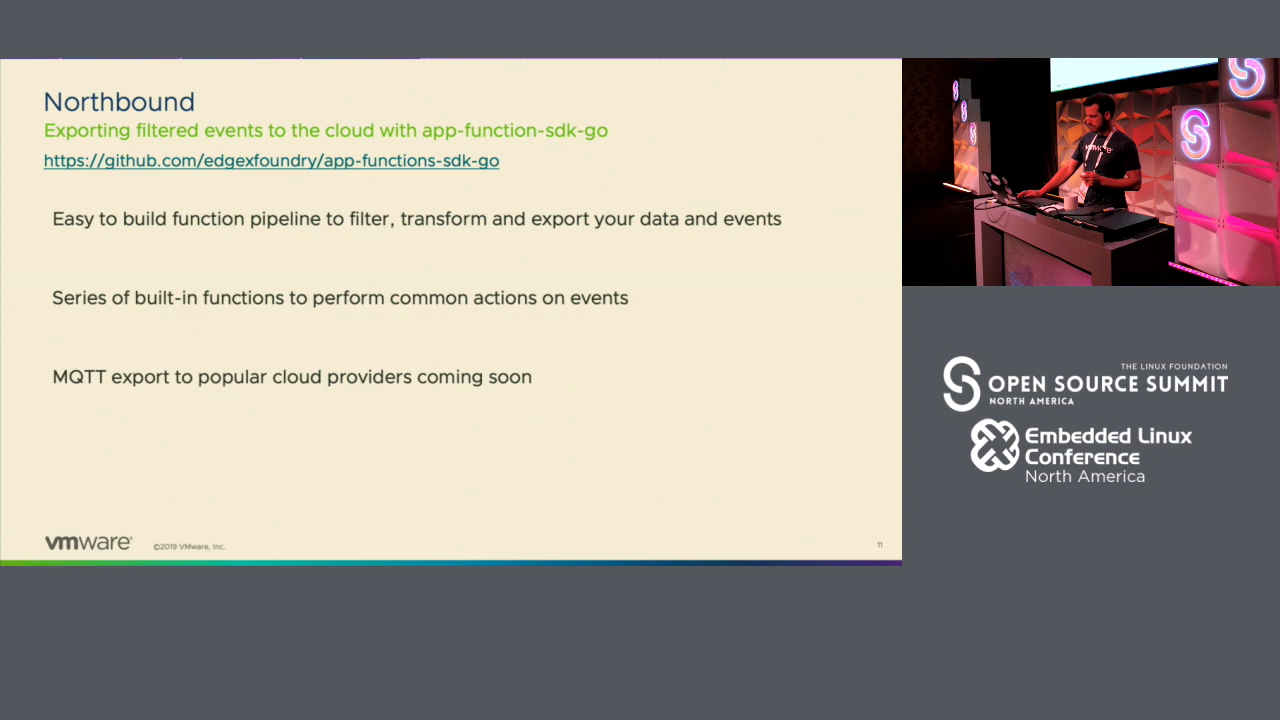 Northbound
Exporting filtered events to the cloud with app-function-sdk-go
https://github.com/edgexfoundry/app-functions-sdk-go
Easy to build function pipeline to filter, transform and export your data and events
Series of built-in functions to perform common actions on events
MQTT export to popular cloud providers coming soon
vmware®
©2019 VMware, Inc.
11
vmware
THE LINUX FOUNDATION
OPEN SOURCE SUMMIT
NORTH AMERICA
Embedded Linux
Conference
North America